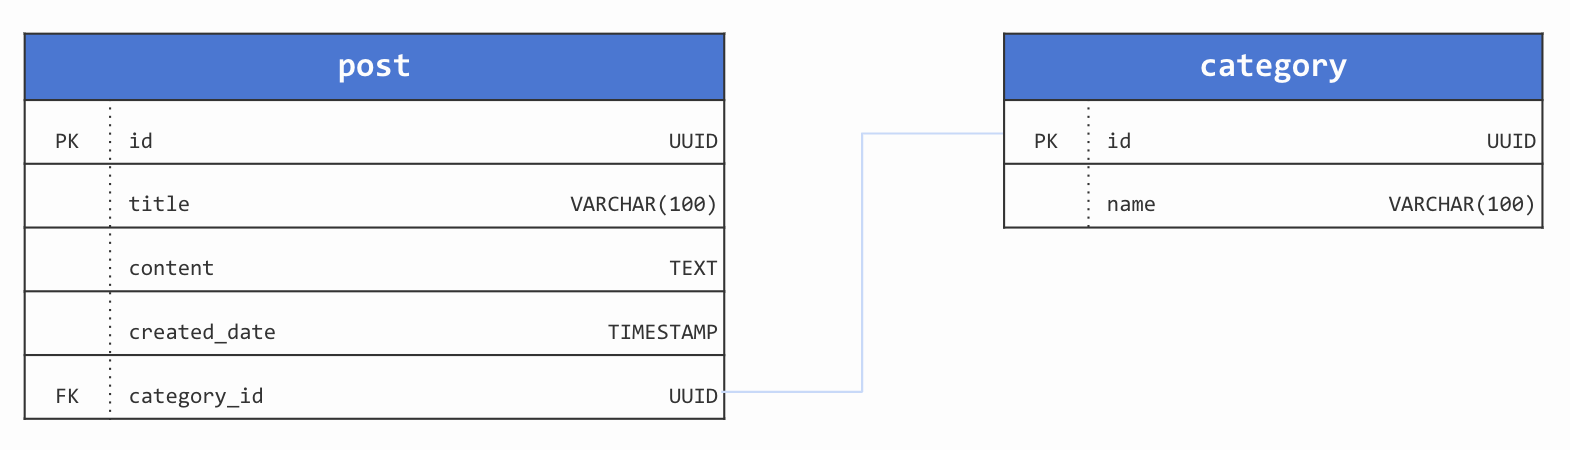 post
PK id UUID
title VARCHAR(100)
content TEXT
created_date TIMESTAMP
FK category_id UUID
category
PK id UUID
name VARCHAR(100)